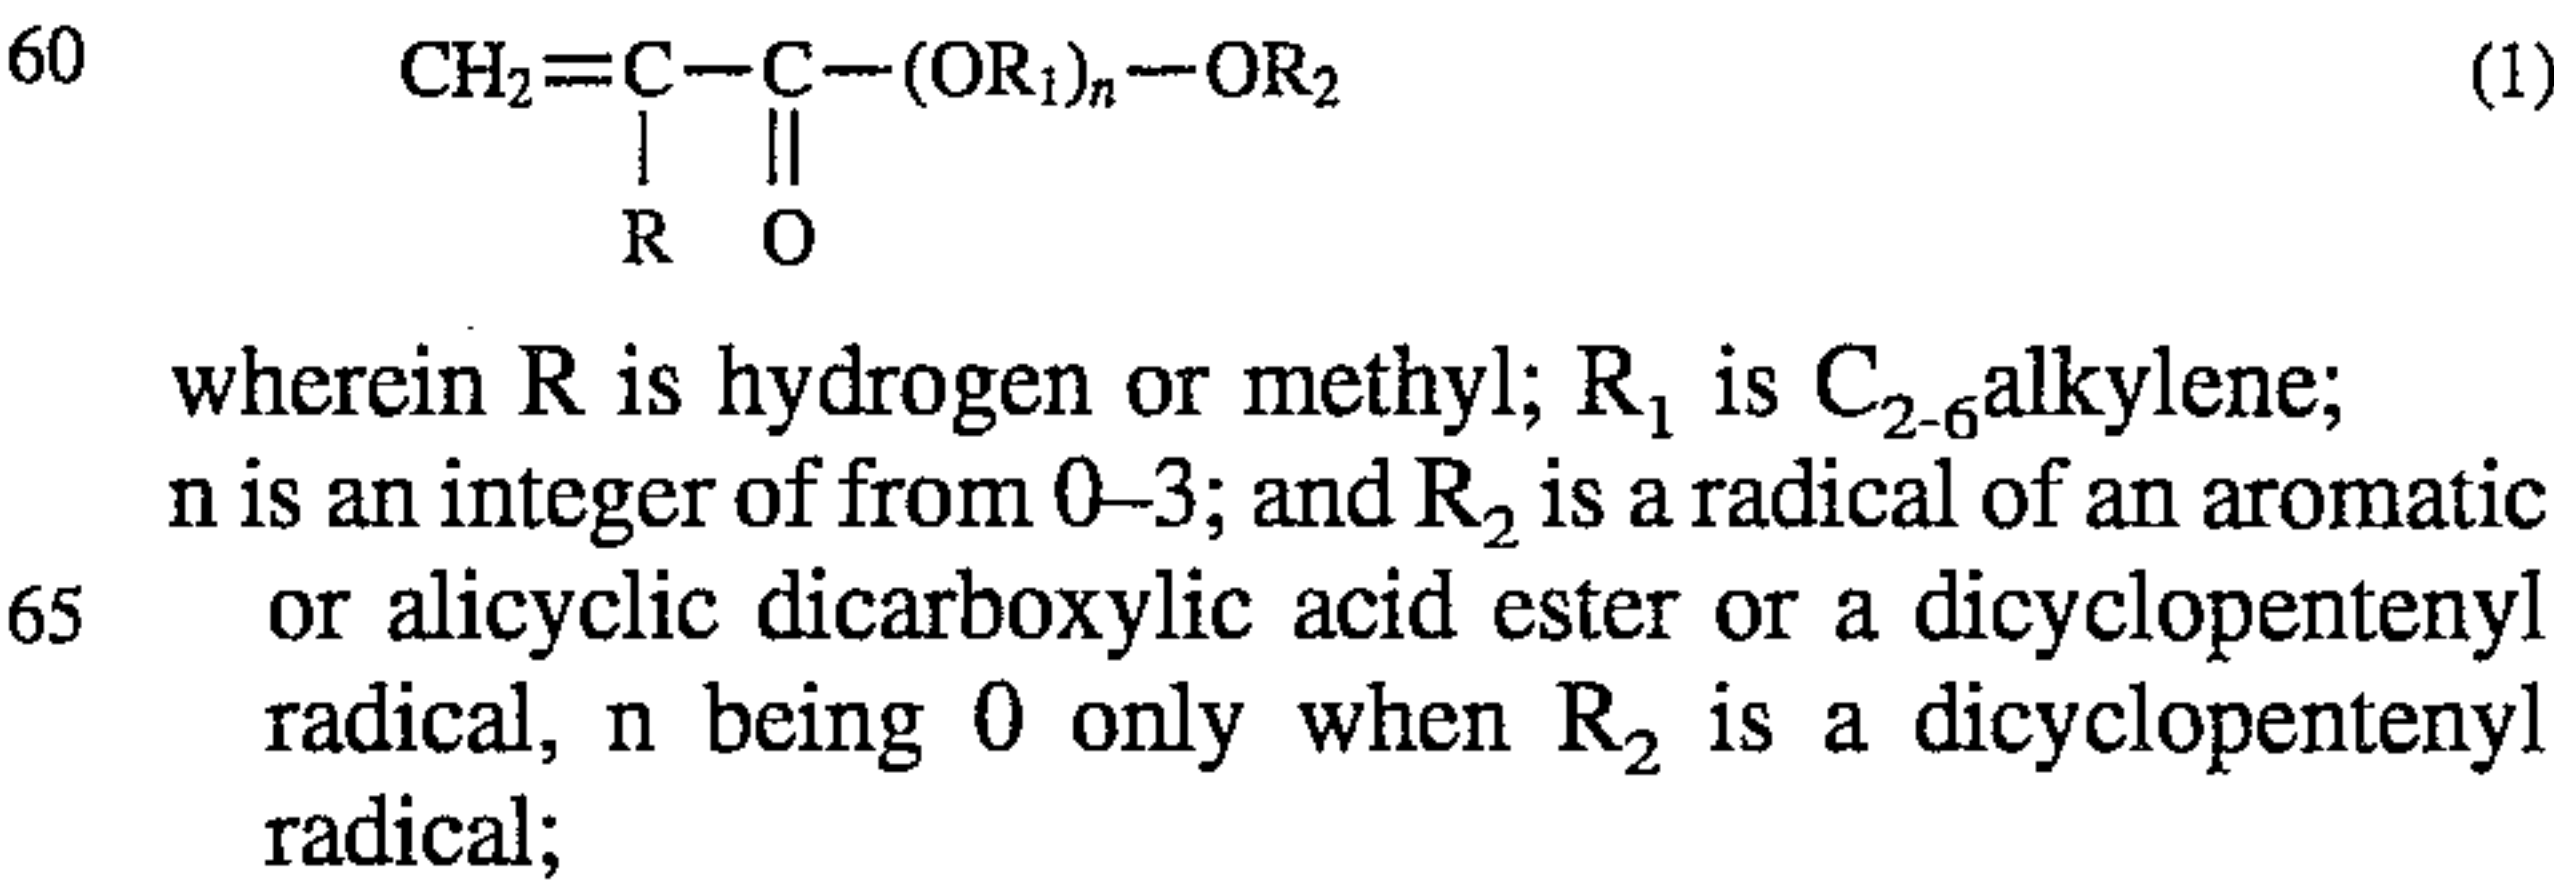 60 CH₂=C—C—(OR₁)ₙ—OR₂ (1)
R O
wherein R is hydrogen or methyl; R₁ is C₂₋₆alkylene;
n is an integer of from 0–3; and R₂ is a radical of an aromatic
65 or alicyclic dicarboxylic acid ester or a dicyclopentenyl
radical, n being 0 only when R₂ is a dicyclopentenyl
radical;